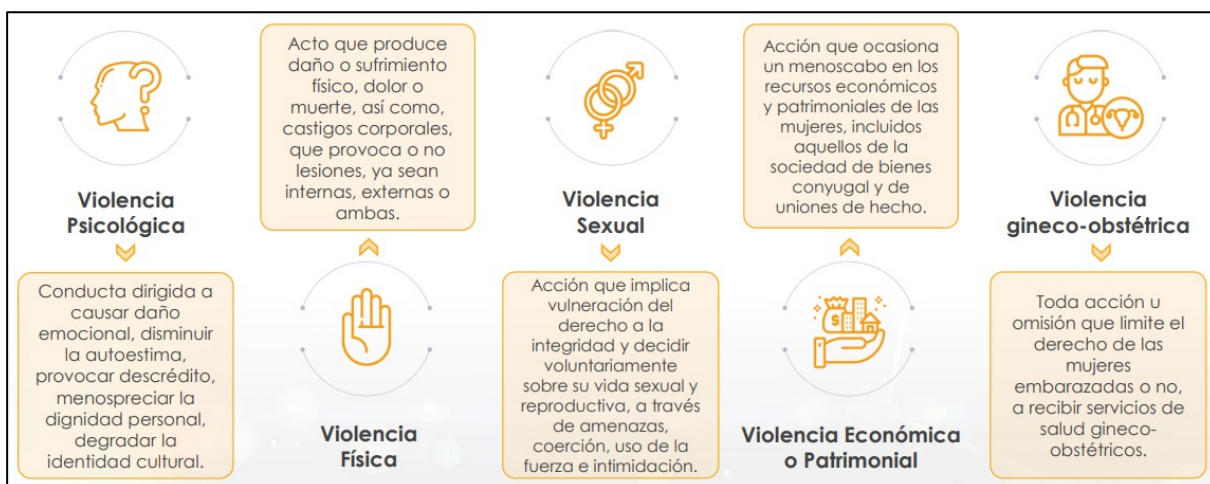 Violencia
Psicológica
Conducta dirigida a
causar daño
emocional, disminuir
la autoestima,
provocar descrédito,
menospreciar la
dignidad personal,
degradar la
identidad cultural.
Acto que produce
daño o sufrimiento
físico, dolor o
muerte, así como,
castigos corporales,
que provoca o no
lesiones, ya sean
internas, externas o
ambas.
Violencia
Física
Violencia
Sexual
Acción que implica
vulneración del
derecho a la
integridad y decidir
voluntariamente
sobre su vida sexual y
reproductiva, a través
de amenazas,
coerción, uso de la
fuerza e intimidación.
Acción que ocasiona
un menoscabo en los
recursos económicos
y patrimoniales de las
mujeres, incluidos
aquellos de la
sociedad de bienes
conyugal y de
uniones de hecho.
$
Violencia Económica
o Patrimonial
Violencia
gineco-obstétrica
Toda acción u
omisión que limite el
derecho de las
mujeres
embarazadas o no,
a recibir servicios de
salud gineco-
obstétricos.